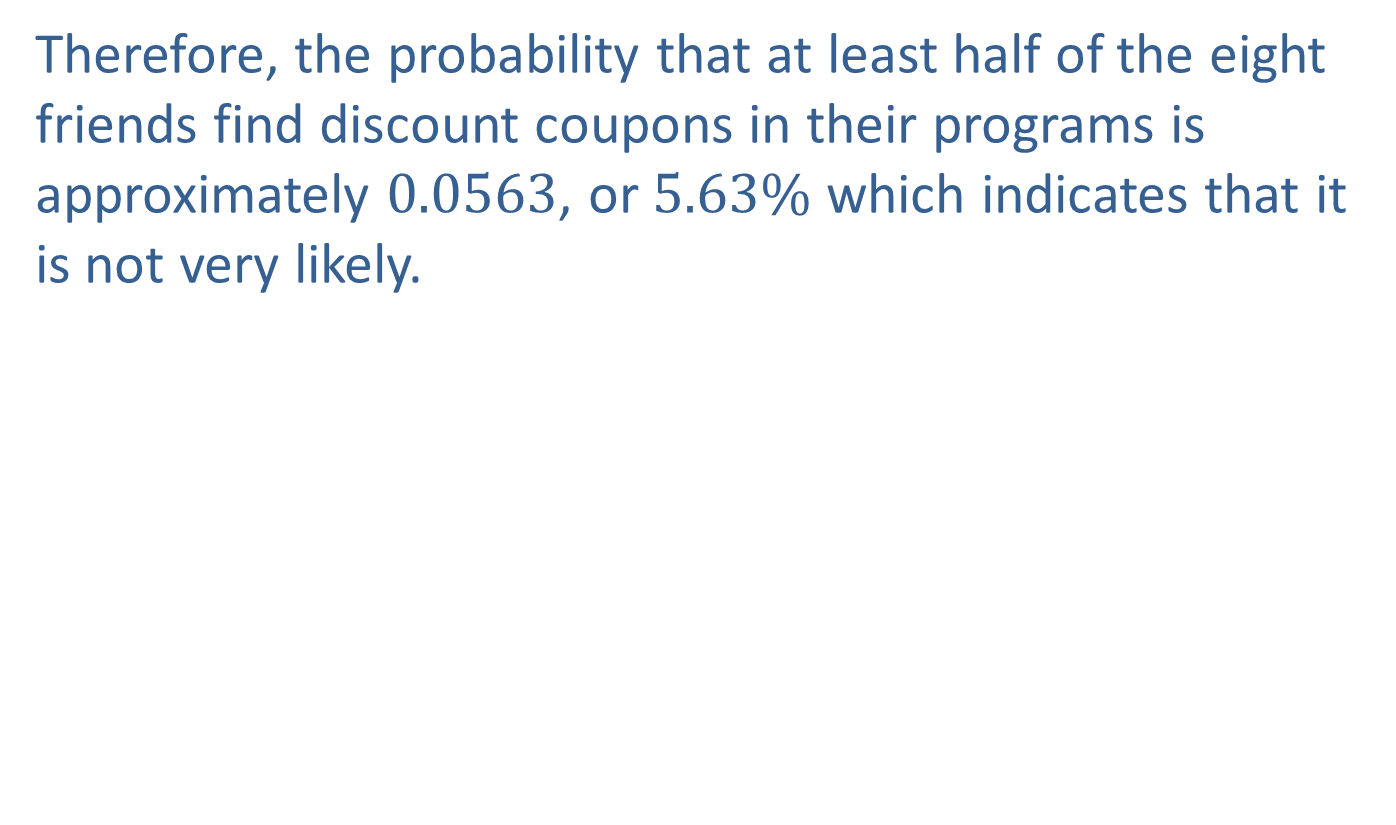 Therefore, the probability that at least half of the eight
friends find discount coupons in their programs is
approximately 0.0563, or 5.63% which indicates that it
is not very likely.